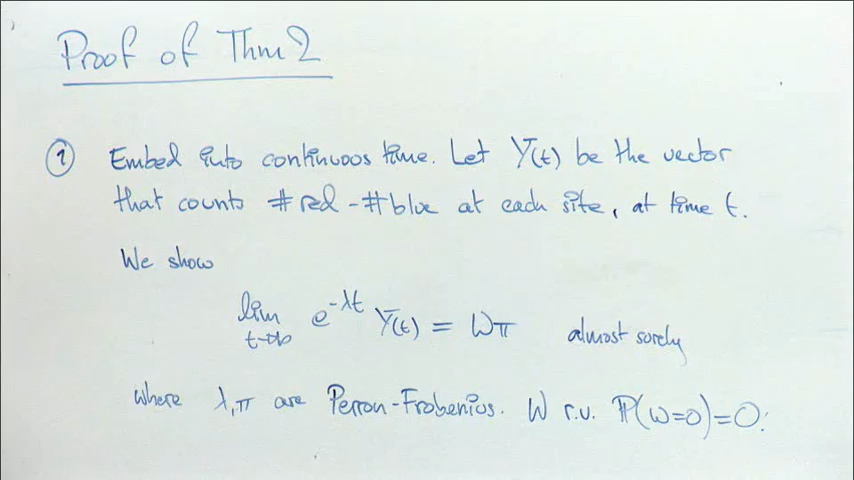 Proof of Thm 2
① Embed into continuous time. Let Y(t) be the vector
that counts #red - #blue at each site, at time t.
We show
lim e^{-λt} Y(t) = Wπ almost surely
t→∞
where λ, π are Perron-Frobenius. W r.v. ℙ(W=0)=0.